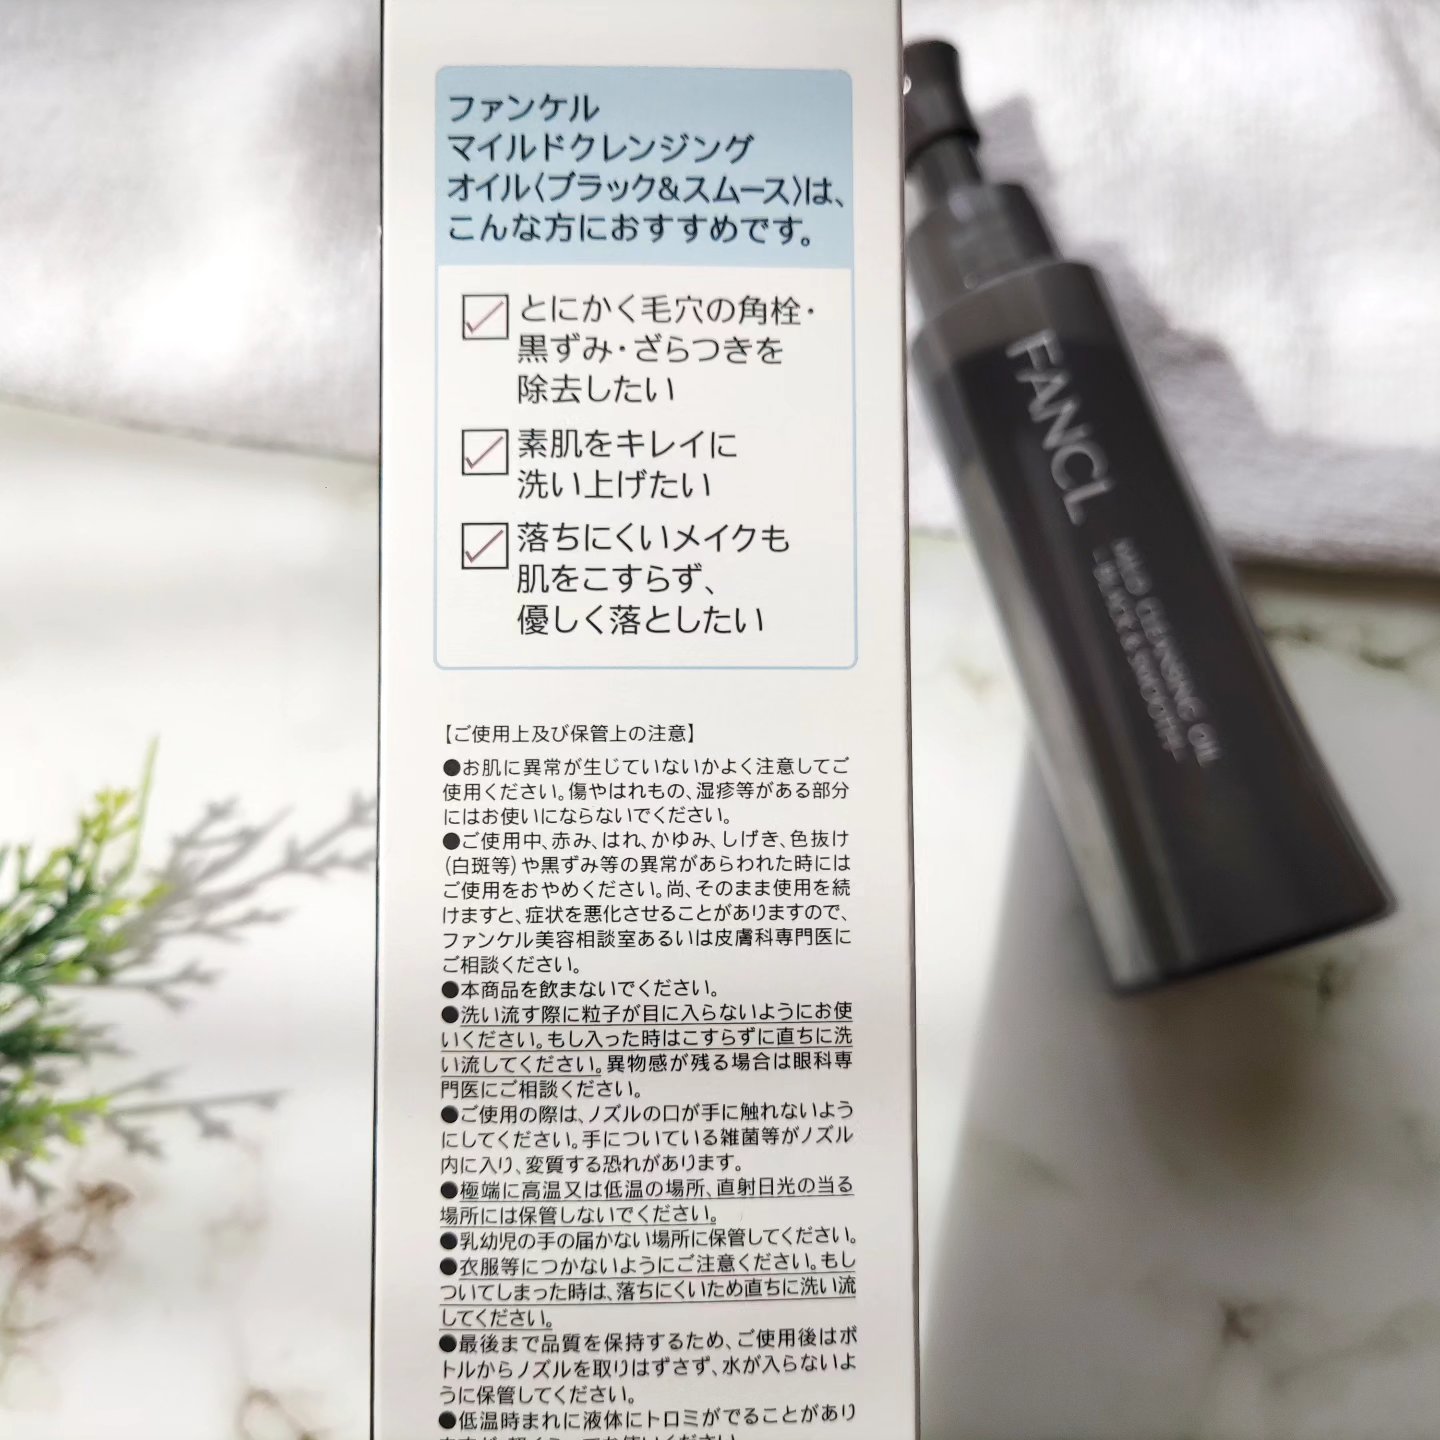 ファンケル
マイルドクレンジング
オイル〈ブラック&スムース〉は、
こんな方におすすめです。
とにかく毛穴の角栓・
黒ずみ・ざらつきを
除去したい
素肌をキレイに
洗い上げたい
落ちにくいメイクも
肌をこすらず、
優しく落としたい
【ご使用上及び保管上の注意】
●お肌に異常が生じていないかよく注意してご
使用ください。傷やはれもの、湿疹等がある部分
にはお使いにならないでください。
●ご使用中、赤み、はれ、かゆみ、しげき、色抜け
(白斑等)や黒ずみ等の異常があらわれた時には
ご使用をおやめください。尚、そのまま使用を続
けますと、症状を悪化させることがありますので、
ファンケル美容相談室あるいは皮膚科専門医に
ご相談ください。
●本商品を飲まないでください。
●洗い流す際に粒子が目に入らないようにお使
いください。もし入った時はこすらずに直ちに洗
い流してください。異物感が残る場合は眼科専
門医にご相談ください。
●ご使用の際は、ノズルの口が手に触れないよう
にしてください。手についている雑菌等がノズル
内に入り、変質する恐れがあります。
●極端に高温又は低温の場所、直射日光の当る
場所には保管しないでください。
●乳幼児の手の届かない場所に保管してください。
●衣服等につかないようにご注意ください。もし
ついてしまった時は、落ちにくいため直ちに洗い流
してください。
●最後まで品質を保持するため、ご使用後はボ
トルからノズルを取りはずさず、水が入らないよ
うに保管してください。
●低温時まれに液体にトロミがでることがあり
FANCL
MILD CLEANSING OIL
BLACK & SMOOTH